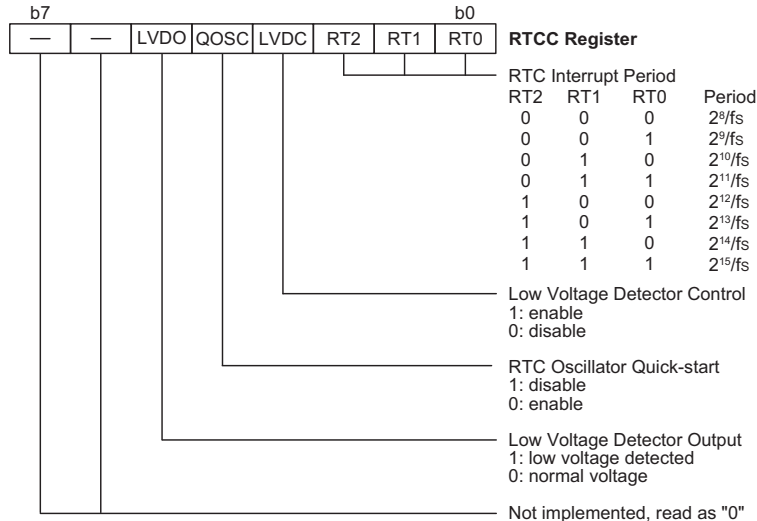 b7 b0
— — LVDO QOSC LVDC RT2 RT1 RT0 RTCC Register
RTC Interrupt Period
RT2 RT1 RT0 Period
0 0 0 2⁸/fS
0 0 1 2⁹/fS
0 1 0 2¹⁰/fS
0 1 1 2¹¹/fS
1 0 0 2¹²/fS
1 0 1 2¹³/fS
1 1 0 2¹⁴/fS
1 1 1 2¹⁵/fS
Low Voltage Detector Control
1: enable
0: disable
RTC Oscillator Quick-start
1: disable
0: enable
Low Voltage Detector Output
1: low voltage detected
0: normal voltage
Not implemented, read as "0"